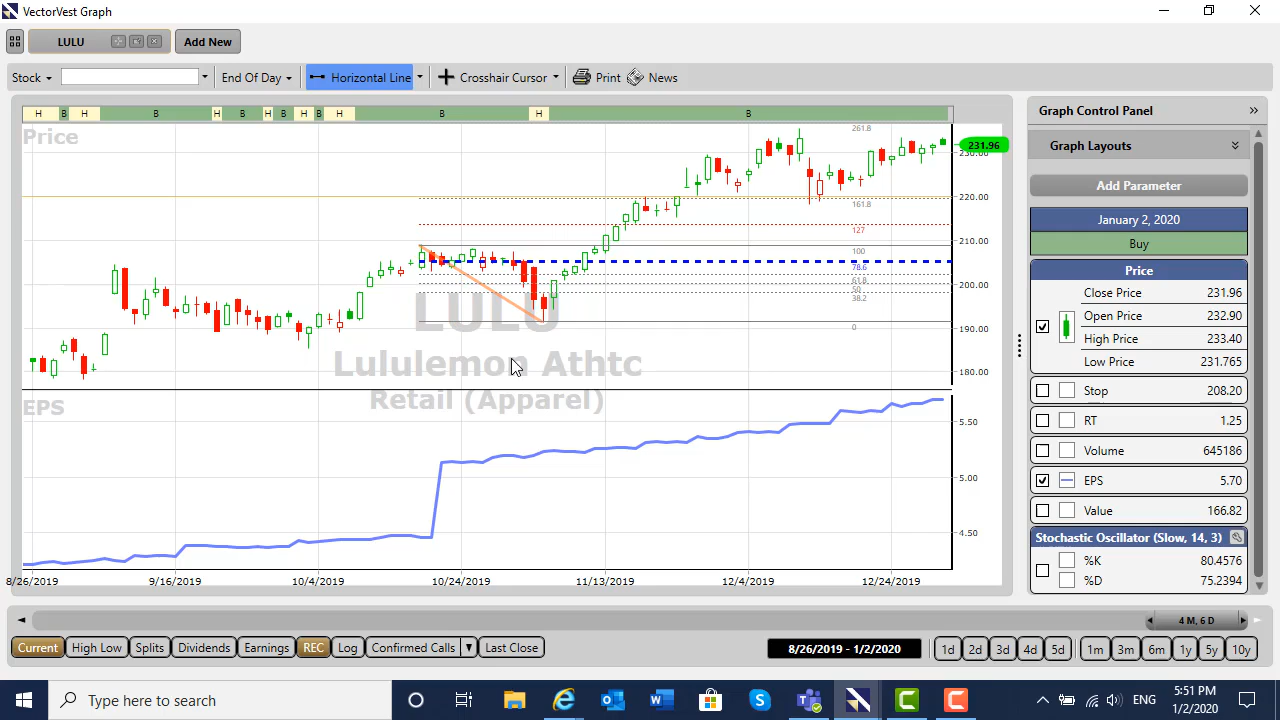 VectorVest Graph
LULU
Add New
Stock
End Of Day
Horizontal Line
Crosshair Cursor
Print
News
H B H B H B H B H B H B H B
Price
261.8
231.96
230.00
220.00
161.8
127
210.00
100
78.6
61.8
200.00
50
38.2
0
190.00
180.00
LULU
Lululemon Athtc
Retail (Apparel)
EPS
5.50
5.00
4.50
8/26/2019 9/16/2019 10/4/2019 10/24/2019 11/13/2019 12/4/2019 12/24/2019
Graph Control Panel
Graph Layouts
Add Parameter
January 2, 2020
Buy
Price
Close Price 231.96
Open Price 232.90
High Price 233.40
Low Price 231.765
Stop 208.20
RT 1.25
Volume 645186
EPS 5.70
Value 166.82
Stochastic Oscillator (Slow, 14, 3)
%K 80.4576
%D 75.2394
4 M, 6 D
Current High Low Splits Dividends Earnings REC Log Confirmed Calls Last Close
8/26/2019 - 1/2/2020
1d 2d 3d 4d 5d 1m 3m 6m 1y 5y 10y
Type here to search
ENG
5:51 PM
1/2/2020